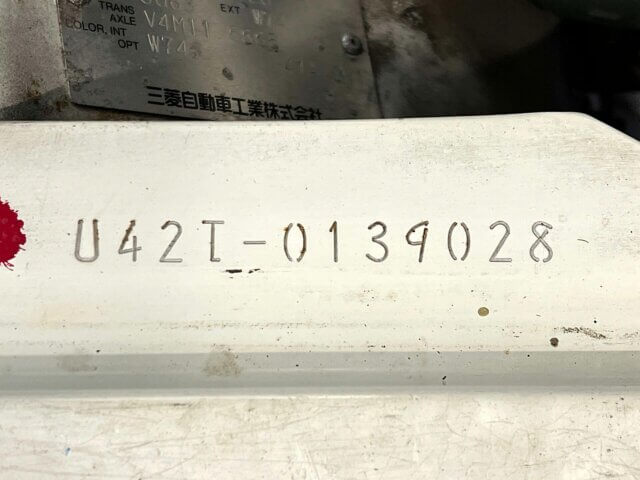 TRANS
EXT
AXLE V4M11
COLOR, INT
OPT
三菱自動車工業株式会社
U42T-0139028